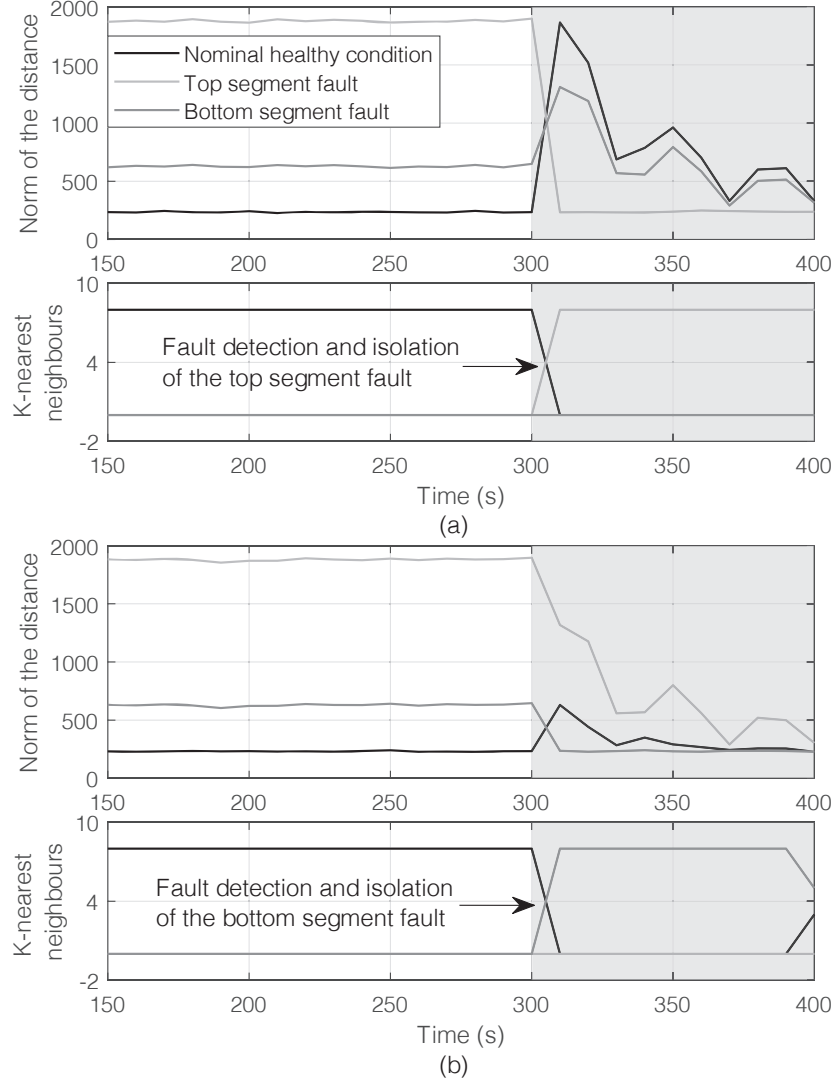 2000
1500
1000
500
0
Norm of the distance
Nominal healthy condition
Top segment fault
Bottom segment fault
150 200 250 300 350 400
10
4
-2
K-nearest
neighbours
Fault detection and isolation
of the top segment fault
150 200 250 300 350 400
Time (s)
(a)
2000
1500
1000
500
0
Norm of the distance
150 200 250 300 350 400
10
4
-2
K-nearest
neighbours
Fault detection and isolation
of the bottom segment fault
150 200 250 300 350 400
Time (s)
(b)